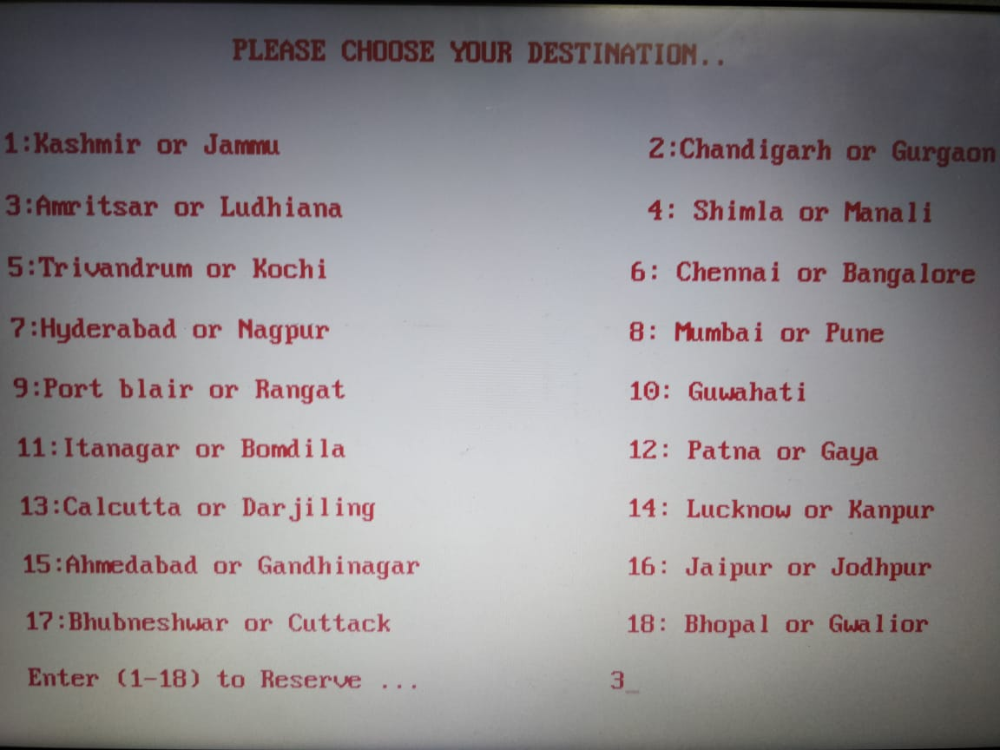 PLEASE CHOOSE YOUR DESTINATION..
1:Kashmir or Jammu 2:Chandigarh or Gurgaon
3:Amritsar or Ludhiana 4: Shimla or Manali
5:Trivandrum or Kochi 6: Chennai or Bangalore
7:Hyderabad or Nagpur 8: Mumbai or Pune
9:Port blair or Rangat 10: Guwahati
11:Itanagar or Bomdila 12: Patna or Gaya
13:Calcutta or Darjiling 14: Lucknow or Kanpur
15:Ahmedabad or Gandhinagar 16: Jaipur or Jodhpur
17:Bhubneshwar or Cuttack 18: Bhopal or Gwalior
Enter (1-18) to Reserve ... 3_